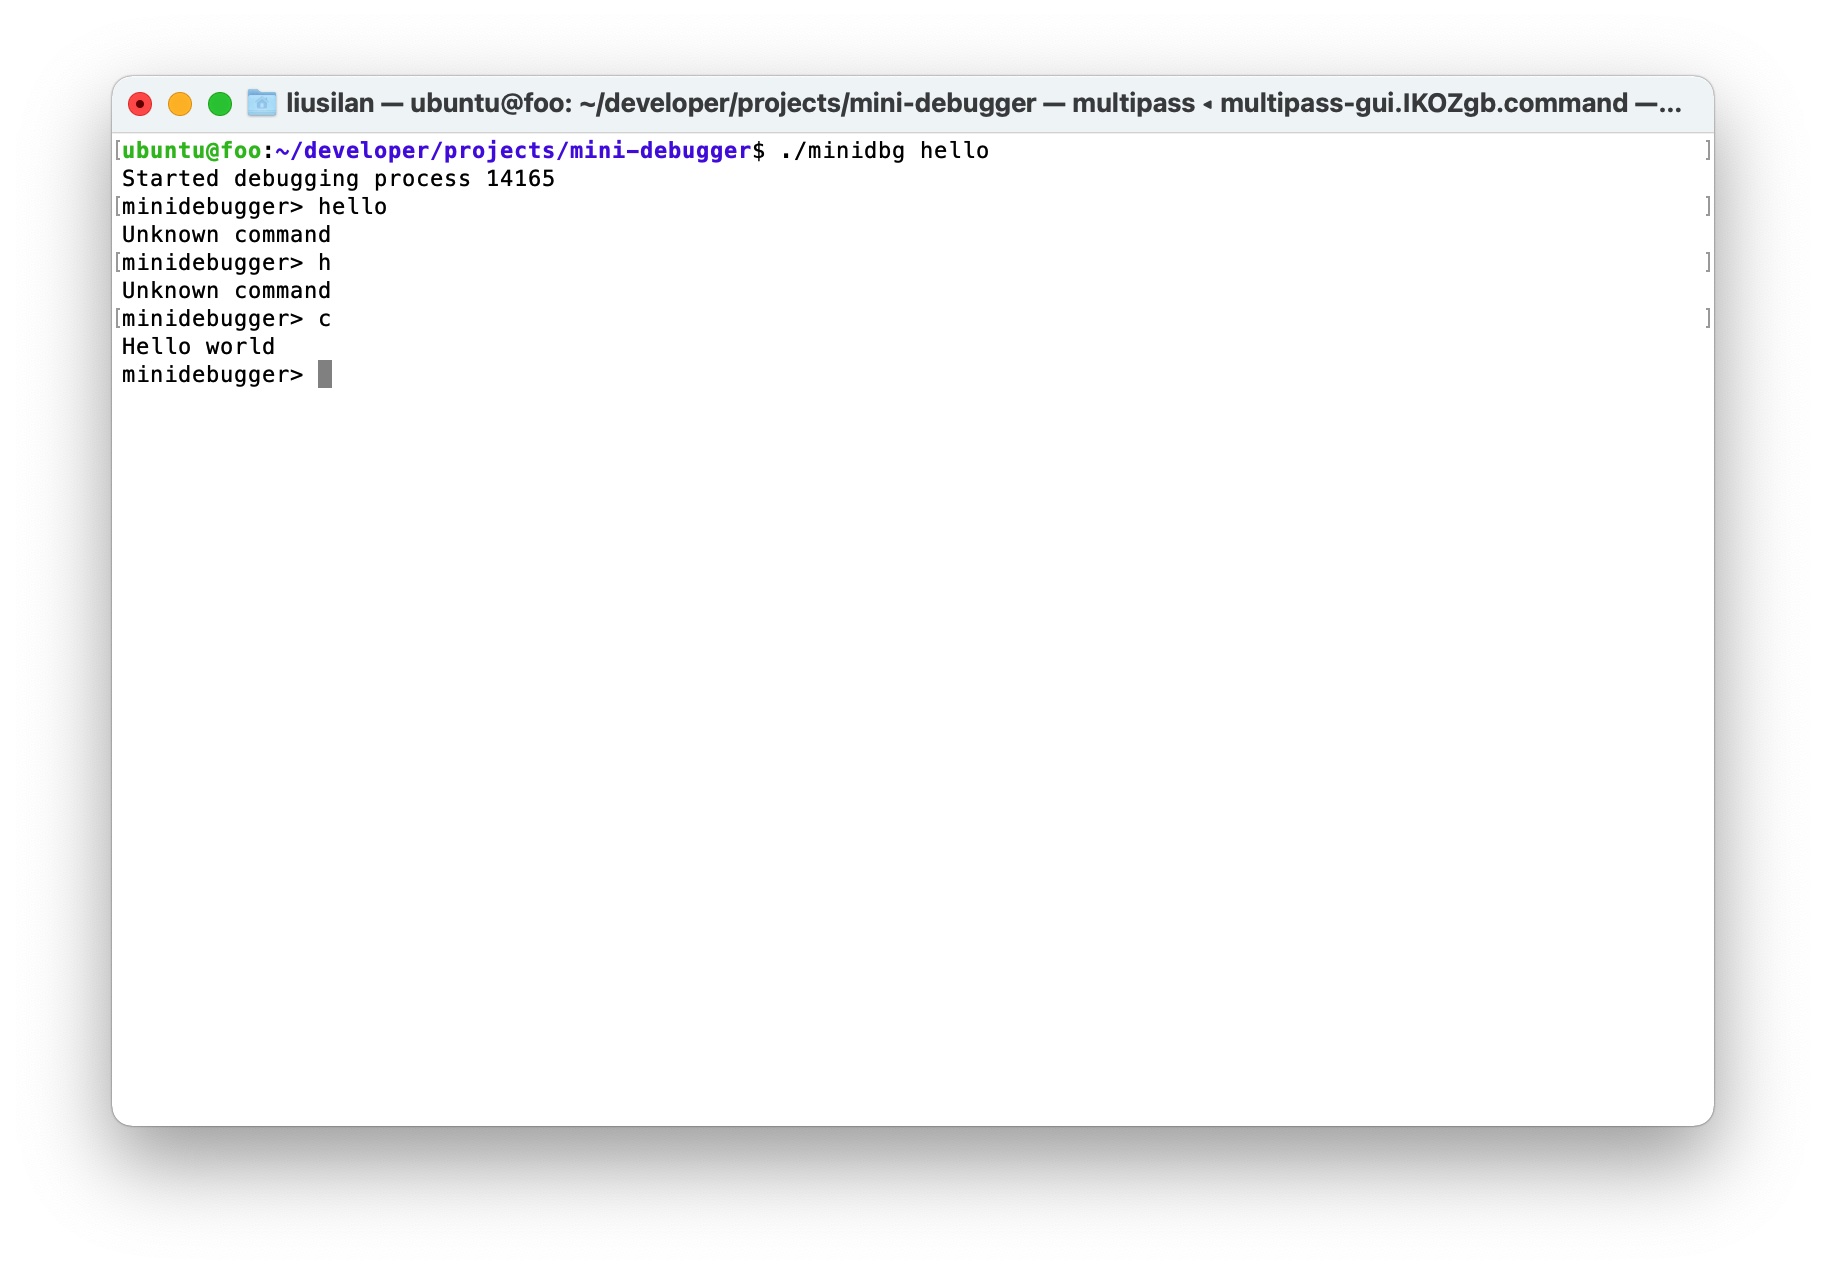 liusilan — ubuntu@foo: ~/developer/projects/mini-debugger — multipass ◂ multipass-gui.IKOZgb.command —...
[ubuntu@foo:~/developer/projects/mini-debugger$ ./minidbg hello ]
Started debugging process 14165
[minidebugger> hello ]
Unknown command
[minidebugger> h ]
Unknown command
[minidebugger> c ]
Hello world
minidebugger>